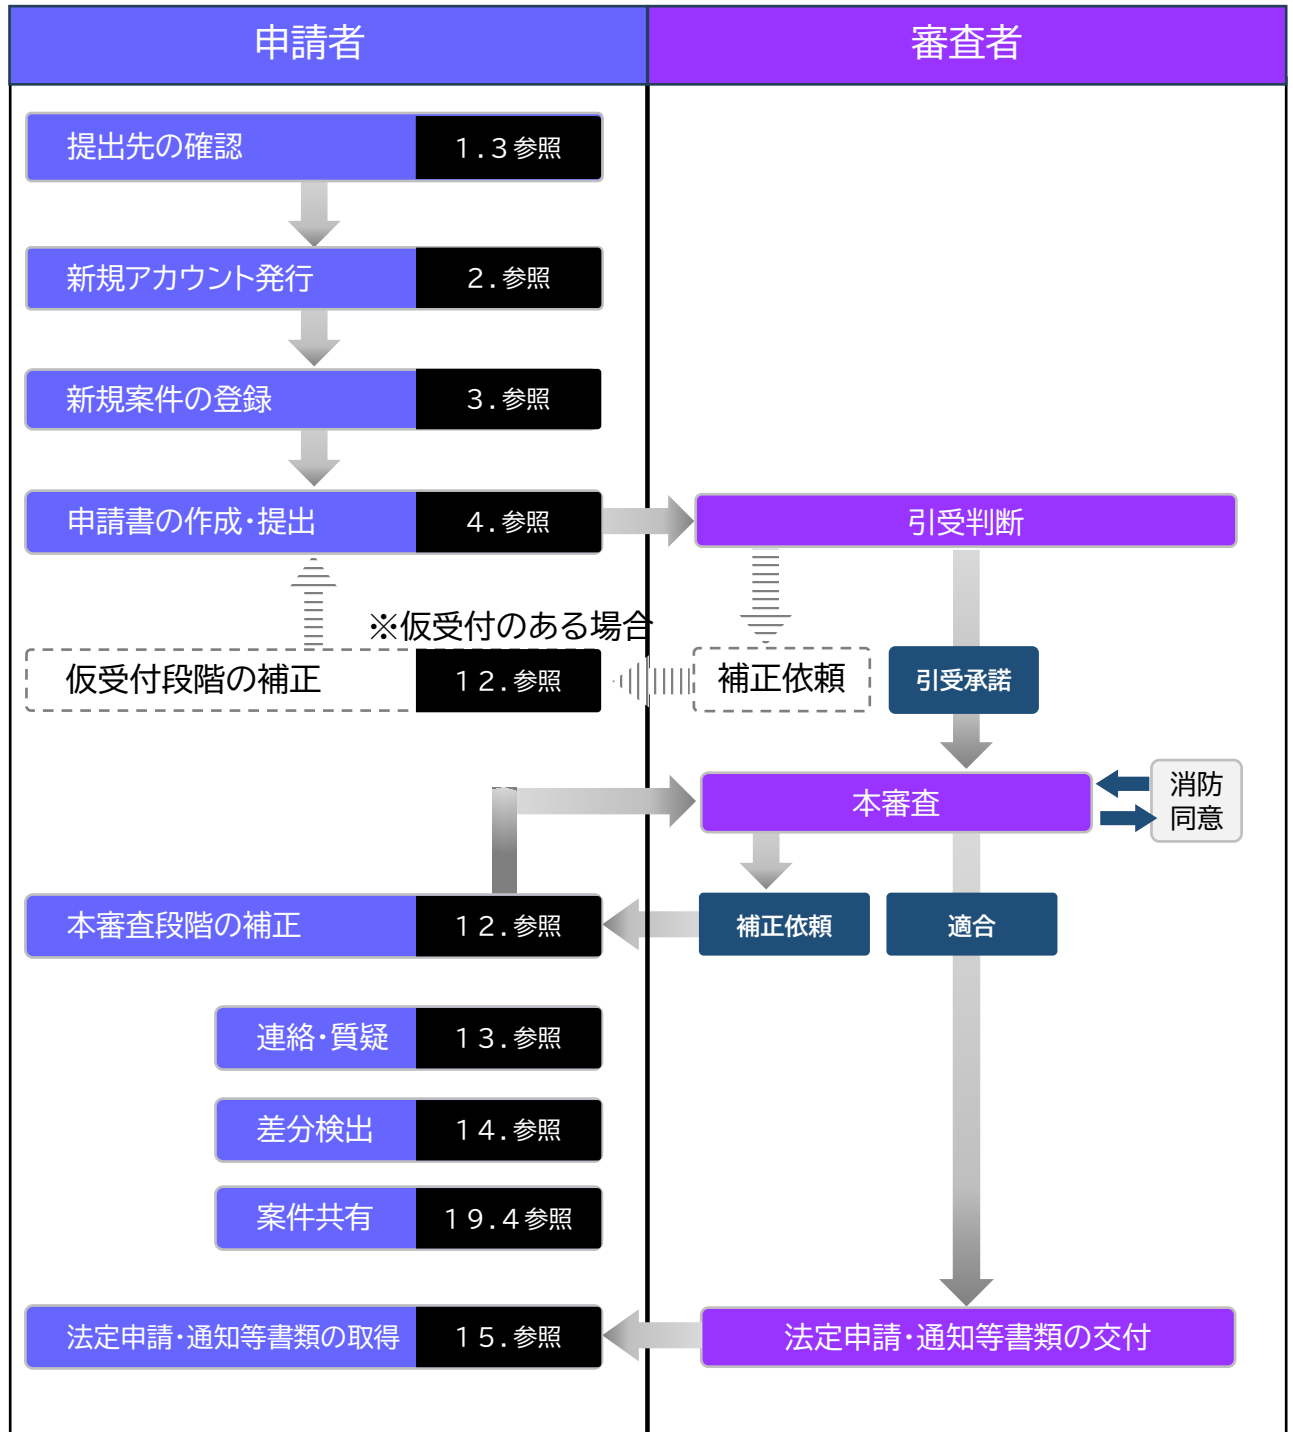 申請者
審査者
提出先の確認
１.３参照
新規アカウント発行
２.参照
新規案件の登録
３.参照
申請書の作成・提出
４.参照
引受判断
※仮受付のある場合
仮受付段階の補正
１２.参照
補正依頼
引受承諾
本審査
消防
同意
本審査段階の補正
１２.参照
補正依頼
適合
連絡・質疑
１３.参照
差分検出
１４.参照
案件共有
１９.４参照
法定申請・通知等書類の取得
１５.参照
法定申請・通知等書類の交付